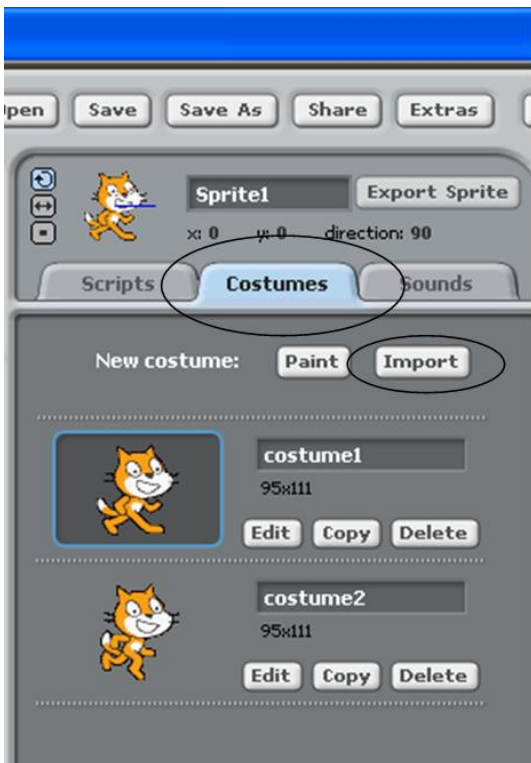 Save Save As Share Extras
Sprite1 Export Sprite
x: 0 y: 0 direction: 90
Scripts Costumes Sounds
New costume: Paint Import
costume1
95x111
Edit Copy Delete
costume2
95x111
Edit Copy Delete